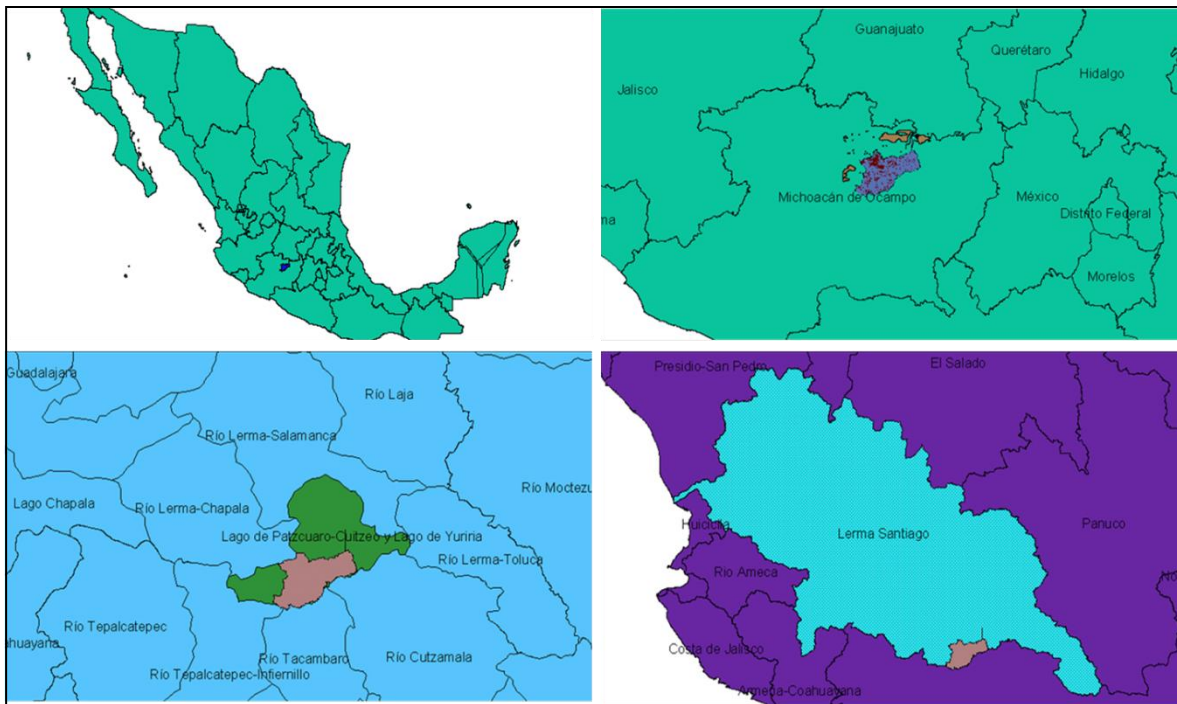 Guanajuato
Querétaro
Hidalgo
Jalisco
Michoacán de Ocampo
México
Distrito Federal
Morelos
Guadalajara
Río Laja
Río Lerma-Salamanca
Río Moctezu
Lago Chapala
Río Lerma-Chapala
Lago de Patzcuaro-Cuitzeo y Lago de Yuriria
Río Lerma-Toluca
Río Tepalcatepec
ahuayana
Río Tacambaro
Río Cutzamala
Río Tepalcatepec-Infiernillo
Presidio-San Pedro
El Salado
Huicicila
Lerma Santiago
Panuco
Río Ameca
No
Costa de Jalisco
Armeria-Coahuayana